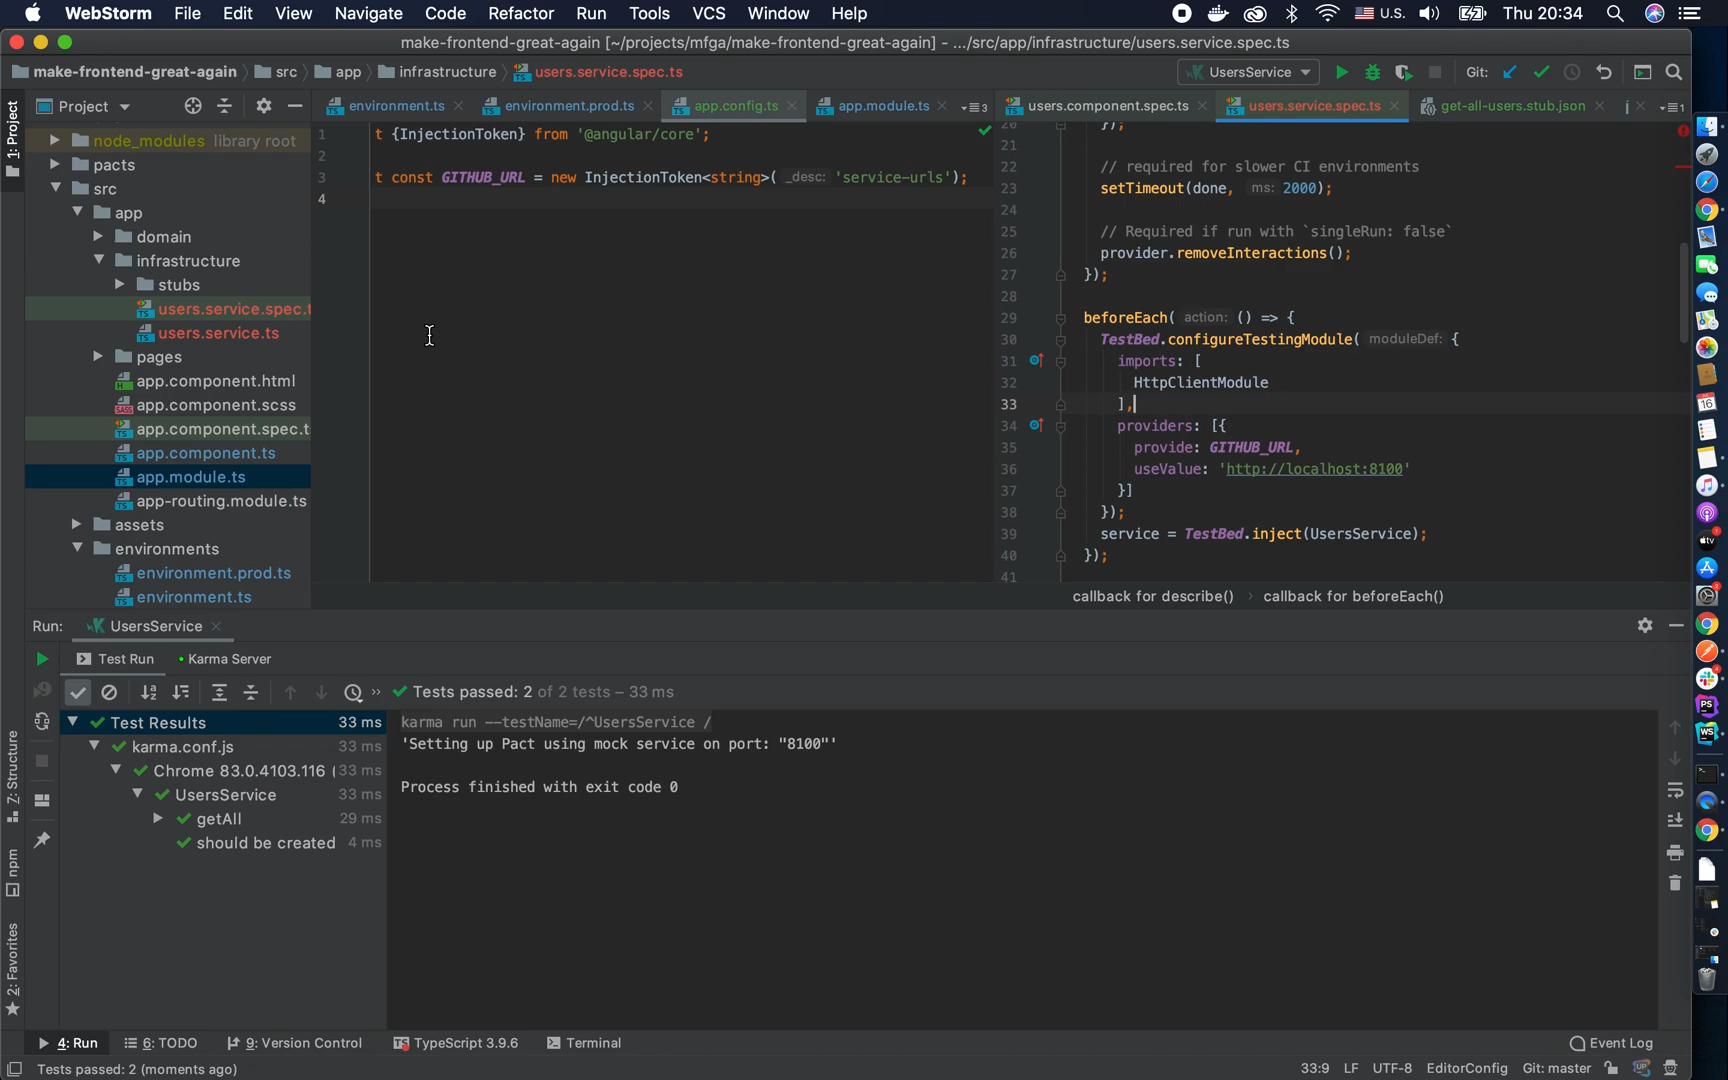 WebStorm File Edit View Navigate Code Refactor Run Tools VCS Window Help U.S. Thu 20:34
make-frontend-great-again [~/projects/mfga/make-frontend-great-again] - .../src/app/infrastructure/users.service.spec.ts
make-frontend-great-again src app infrastructure users.service.spec.ts UsersService Git:
1: Project
Project
environment.ts environment.prod.ts app.config.ts app.module.ts 3 users.component.spec.ts users.service.spec.ts get-all-users.stub.json 1
node_modules library root
pacts
src
app
domain
infrastructure
stubs
users.service.spec.t
users.service.ts
pages
app.component.html
app.component.scss
app.component.spec.t
app.component.ts
app.module.ts
app-routing.module.ts
assets
environments
environment.prod.ts
environment.ts
1 t {InjectionToken} from '@angular/core';
2
3 t const GITHUB_URL = new InjectionToken<string>( _desc: 'service-urls');
4
20 });
21
22 // required for slower CI environments
23 setTimeout(done, ms: 2000);
24
25 // Required if run with `singleRun: false`
26 provider.removeInteractions();
27 });
28
29 beforeEach( action: () => {
30 TestBed.configureTestingModule( moduleDef: {
31 imports: [
32 HttpClientModule
33 ],
34 providers: [{
35 provide: GITHUB_URL,
36 useValue: 'http://localhost:8100'
37 }]
38 });
39 service = TestBed.inject(UsersService);
40 });
41
callback for describe() callback for beforeEach()
Run: UsersService
Test Run Karma Server
Tests passed: 2 of 2 tests – 33 ms
Test Results 33 ms
karma.conf.js 33 ms
Chrome 83.0.4103.116 ( 33 ms
UsersService 33 ms
getAll 29 ms
should be created 4 ms
karma run --testName=/^UsersService /
'Setting up Pact using mock service on port: "8100"'
Process finished with exit code 0
7: Structure
npm
2: Favorites
4: Run 6: TODO 9: Version Control TypeScript 3.9.6 Terminal Event Log
Tests passed: 2 (moments ago) 33:9 LF UTF-8 EditorConfig Git: master
16
tv
PS
WS